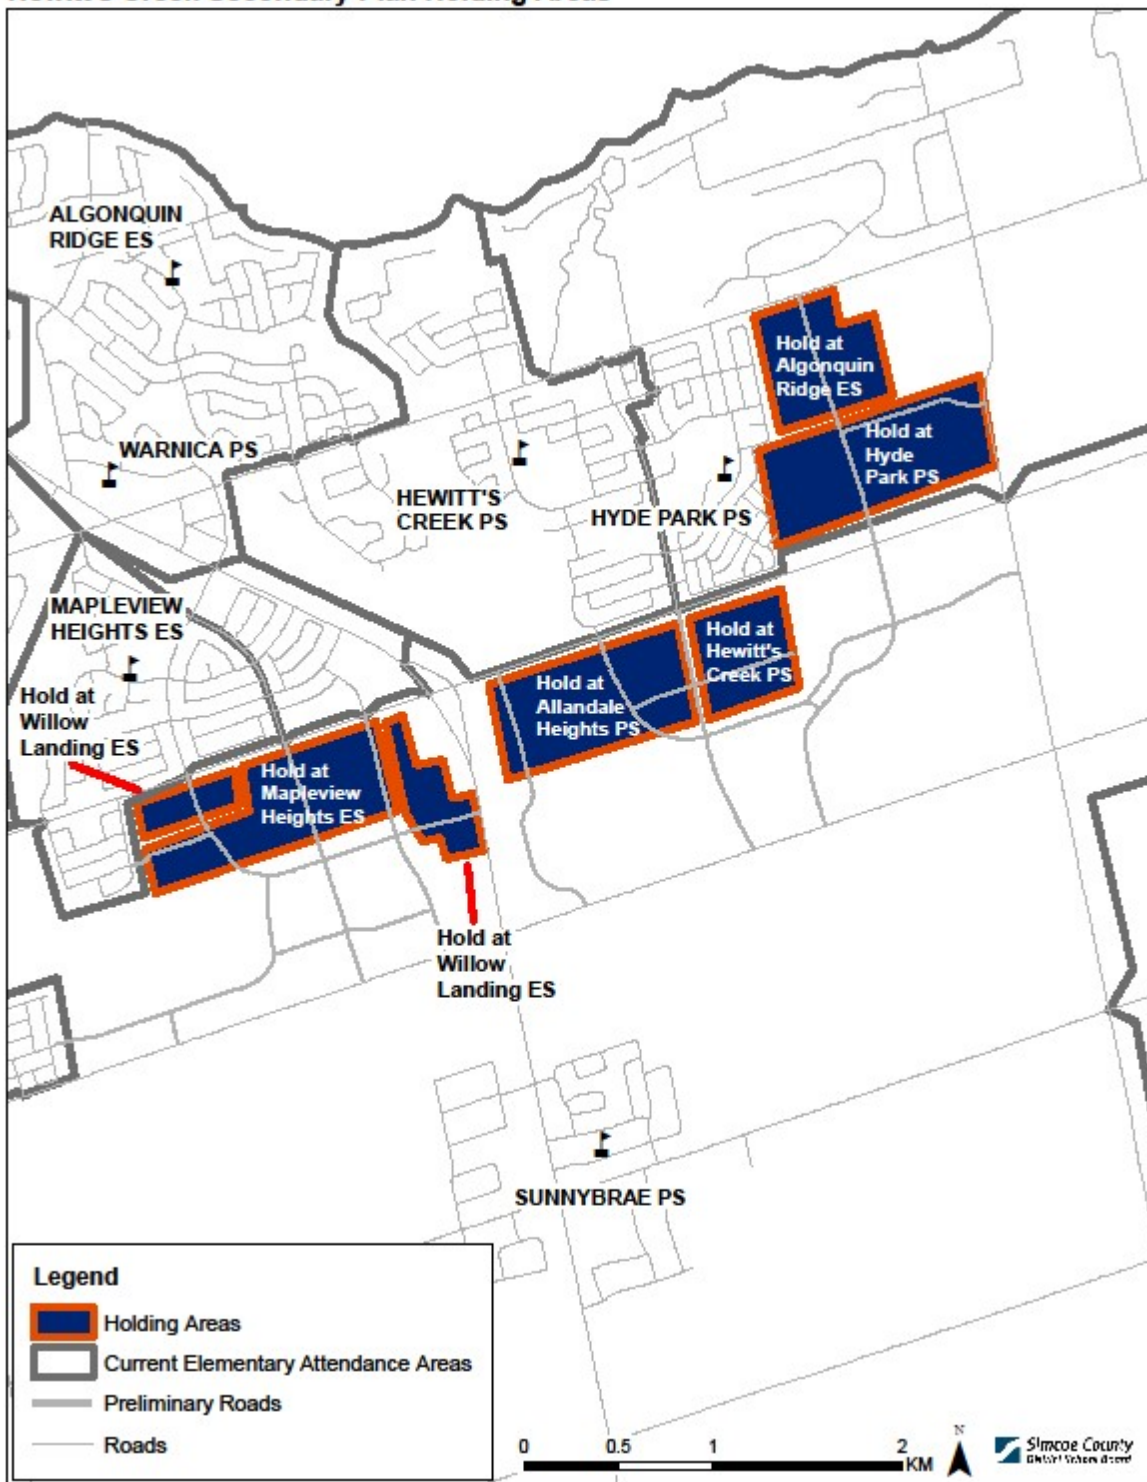 ALGONQUIN
RIDGE ES
WARNICA PS
HEWITT'S
CREEK PS
HYDE PARK PS
MAPLEVIEW
HEIGHTS ES
Hold at
Algonquin
Ridge ES
Hold at
Hyde
Park PS
Hold at
Hewitt's
Creek PS
Hold at
Allandale
Heights PS
Hold at
Willow
Landing ES
Hold at
Mapleview
Heights ES
Hold at
Willow
Landing ES
SUNNYBRAE PS
Legend
Holding Areas
Current Elementary Attendance Areas
Preliminary Roads
Roads
0 0.5 1 2
KM
N
Simcoe County
District School Board